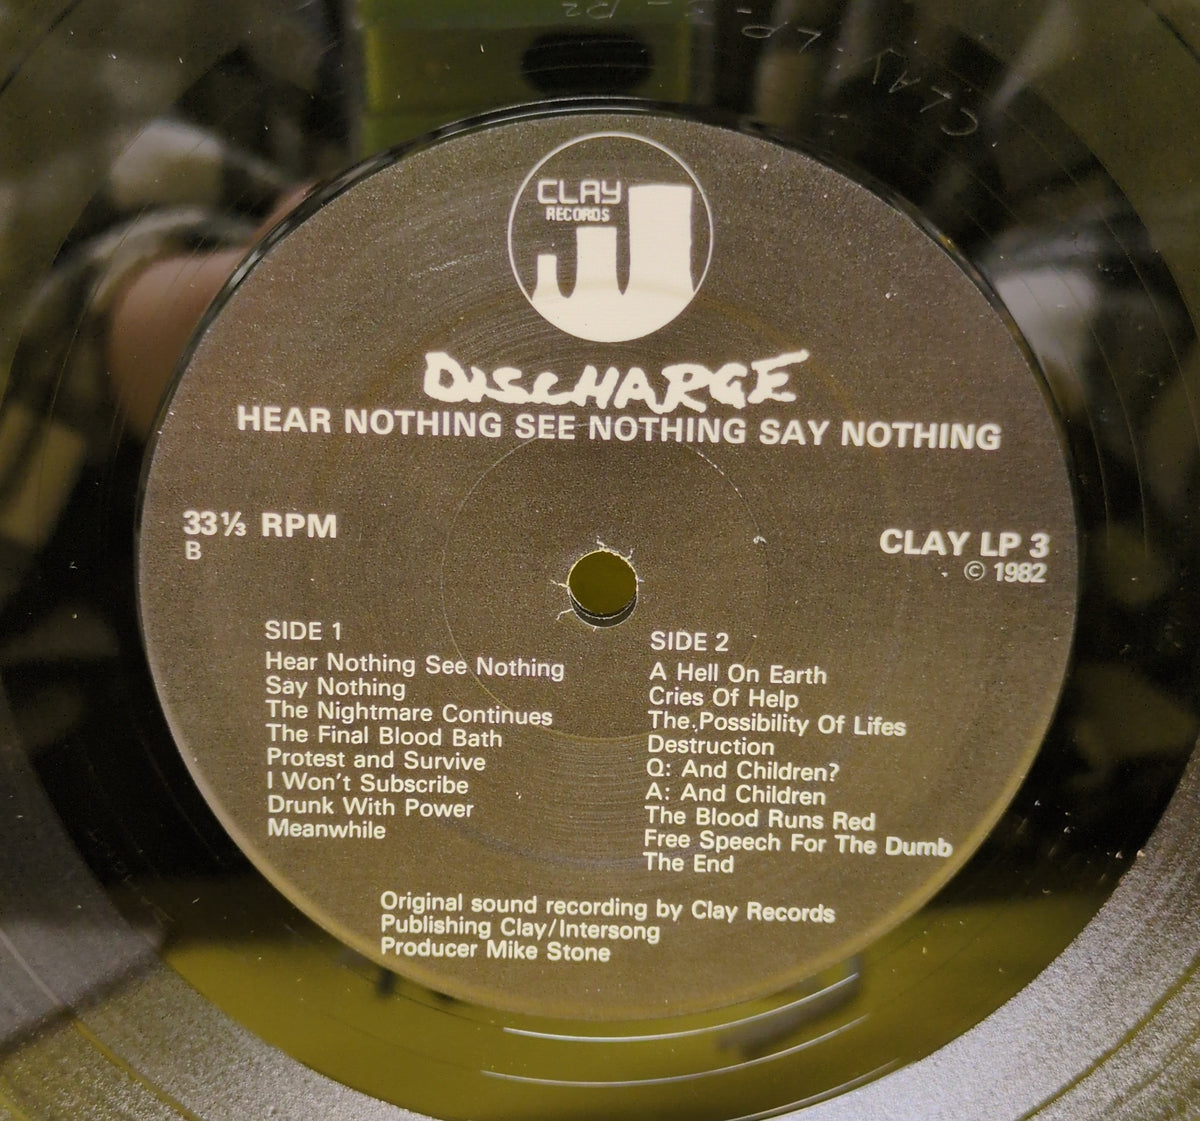 CLAY
RECORDS
DISCHARGE
HEAR NOTHING SEE NOTHING SAY NOTHING
33⅓ RPM
B
CLAY LP 3
© 1982
SIDE 1
Hear Nothing See Nothing
Say Nothing
The Nightmare Continues
The Final Blood Bath
Protest and Survive
I Won't Subscribe
Drunk With Power
Meanwhile
SIDE 2
A Hell On Earth
Cries Of Help
The Possibility Of Lifes
Destruction
Q: And Children?
A: And Children
The Blood Runs Red
Free Speech For The Dumb
The End
Original sound recording by Clay Records
Publishing Clay/Intersong
Producer Mike Stone
CLAY - LP -